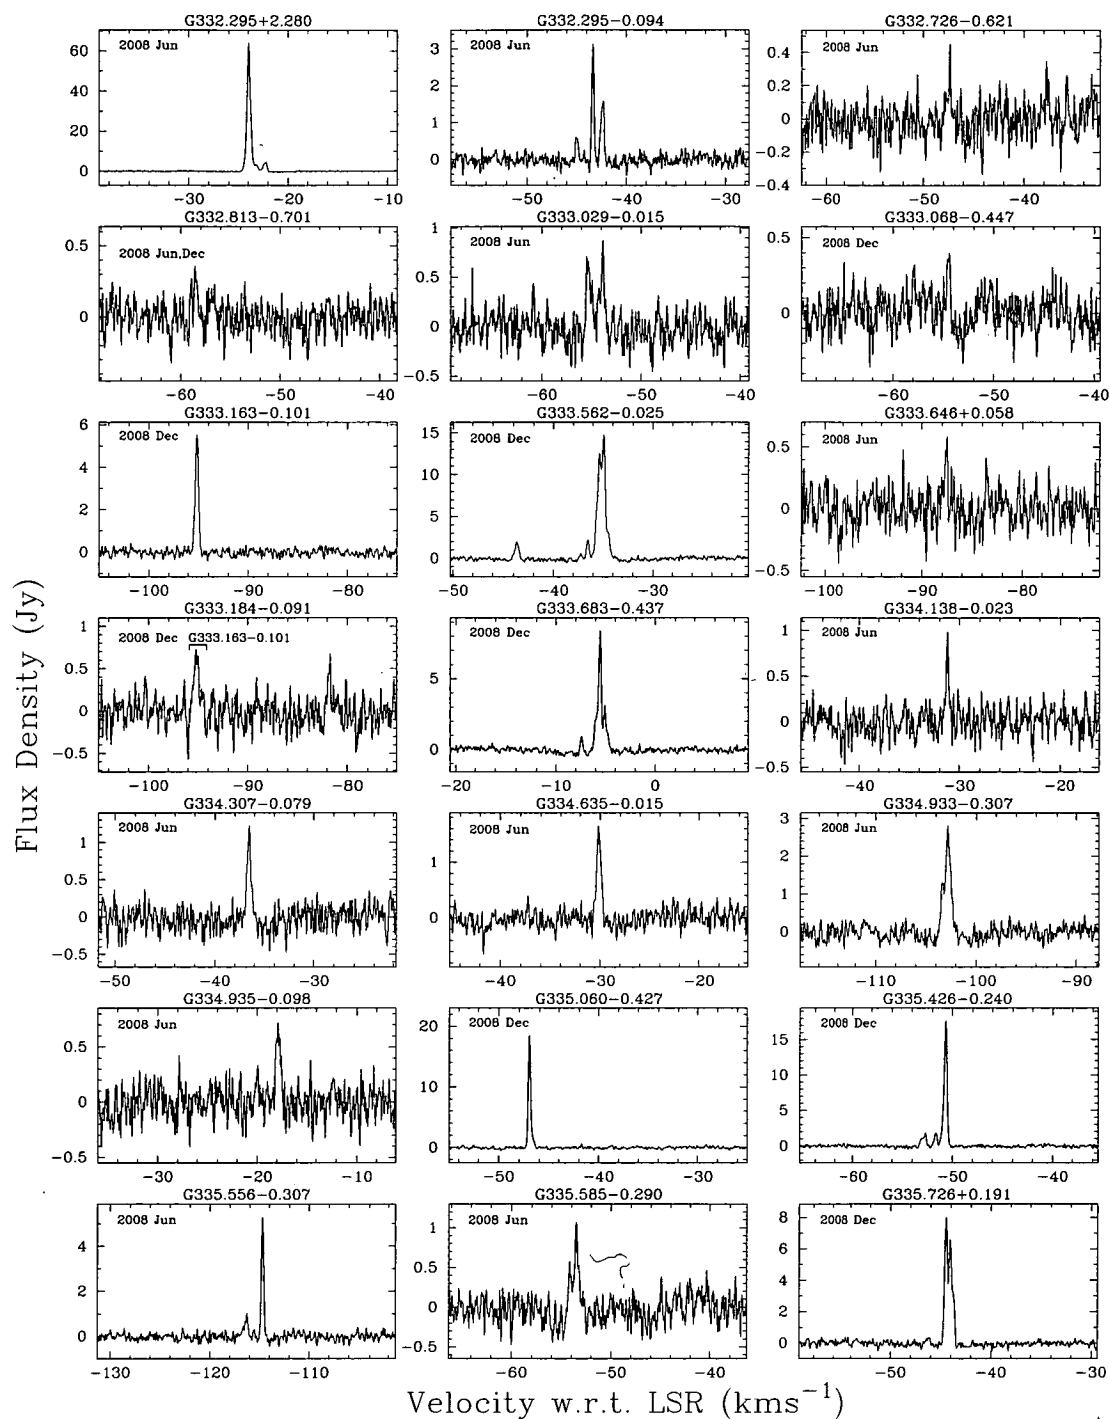 G332.295+2.280 G332.295−0.094 G332.726−0.621
2008 Jun 2008 Jun 2008 Jun
60 40 20 0
3 2 1 0
0.4 0.2 0 −0.2 −0.4
−30 −20 −10 −50 −40 −30 −60 −50 −40
G332.813−0.701 G333.029−0.015 G333.068−0.447
2008 Jun,Dec 2008 Jun 2008 Dec
0.5 0
1 0.5 0 −0.5
0.5 0
−60 −50 −40 −60 −50 −40 −60 −50 −40
G333.163−0.101 G333.562−0.025 G333.646+0.058
2008 Dec 2008 Dec 2008 Jun
6 4 2 0
15 10 5 0
0.5 0 −0.5
−100 −90 −80 −50 −40 −30 −100 −90 −80
G333.184−0.091 G333.683−0.437 G334.138−0.023
2008 Dec G333.163−0.101 2008 Dec 2008 Jun
1 0.5 0 −0.5
5 0
1 0.5 0 −0.5
−100 −90 −80 −20 −10 0 −40 −30 −20
G334.307−0.079 G334.635−0.015 G334.933−0.307
2008 Jun 2008 Jun 2008 Jun
1 0.5 0 −0.5
1 0
3 2 1 0
−50 −40 −30 −40 −30 −20 −110 −100 −90
G334.935−0.098 G335.060−0.427 G335.426−0.240
2008 Jun 2008 Dec 2008 Dec
0.5 0 −0.5
20 10 0
15 10 5 0
−30 −20 −10 −50 −40 −30 −60 −50 −40
G335.556−0.307 G335.585−0.290 G335.726+0.191
2008 Jun 2008 Jun 2008 Dec
4 2 0
1 0.5 0 −0.5
8 6 4 2 0
−130 −120 −110 −60 −50 −40 −50 −40 −30
Flux Density (Jy)
Velocity w.r.t. LSR (kms⁻¹)